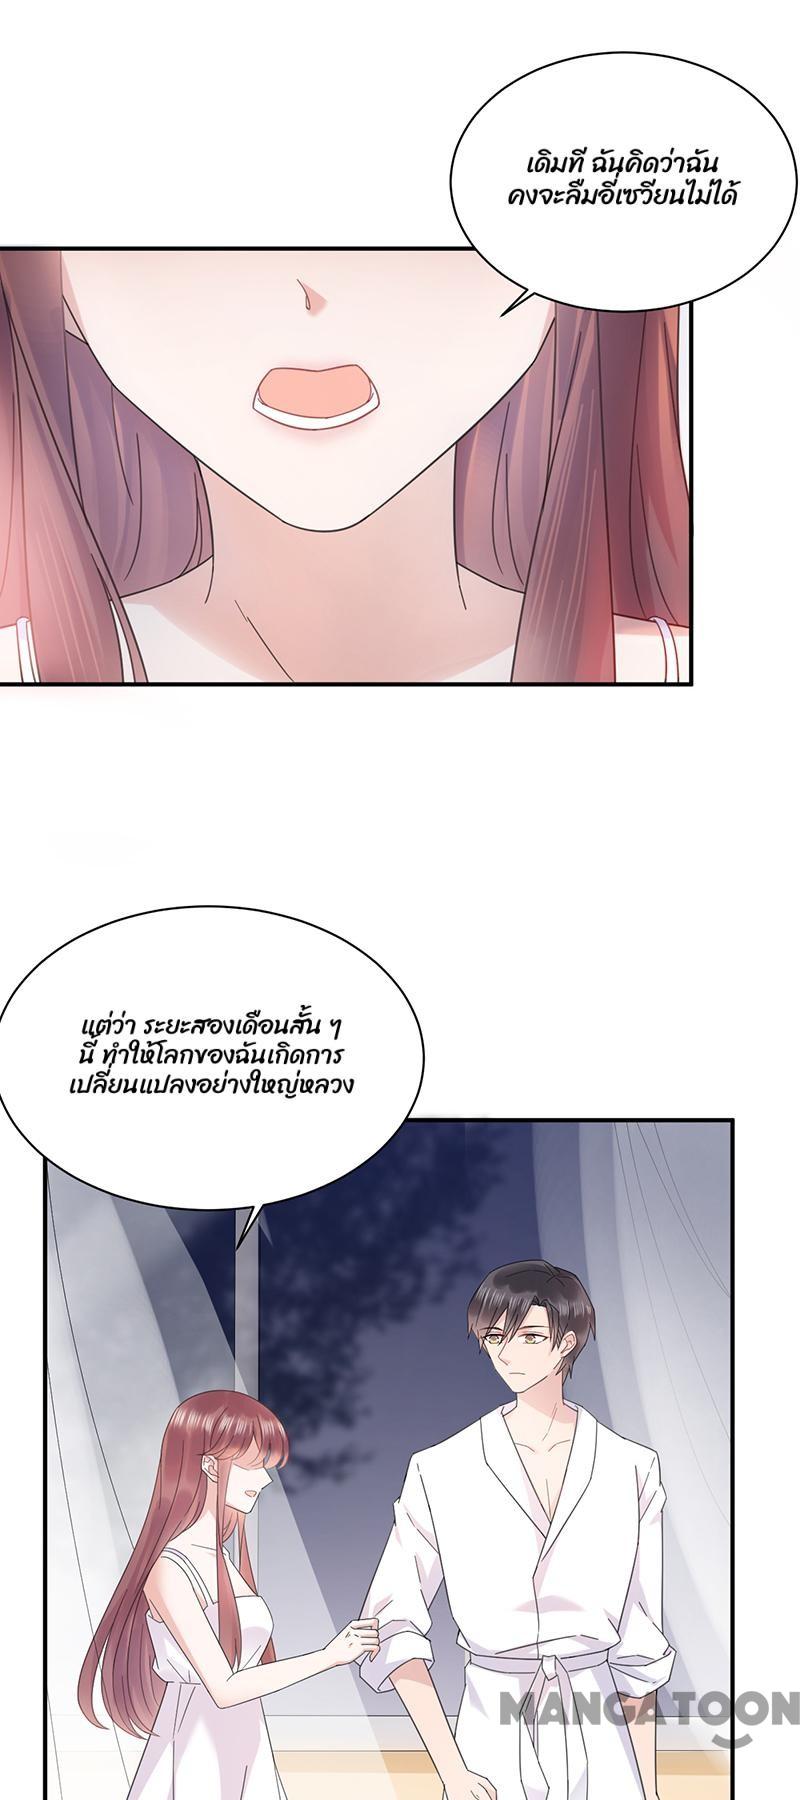 เดิมที ฉันคิดว่าฉัน
คงจะลืมอี่เซวียนไม่ได้
แต่ว่า ระยะสองเดือนสั้น ๆ
นี้ ทำให้โลกของฉันเกิดการ
เปลี่ยนแปลงอย่างใหญ่หลวง
MANGATOON